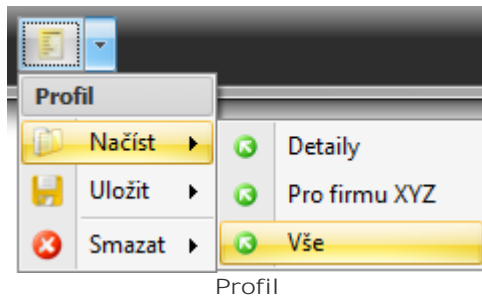 Profil
Načíst
Detaily
Uložit
Pro firmu XYZ
Smazat
Vše
Profil